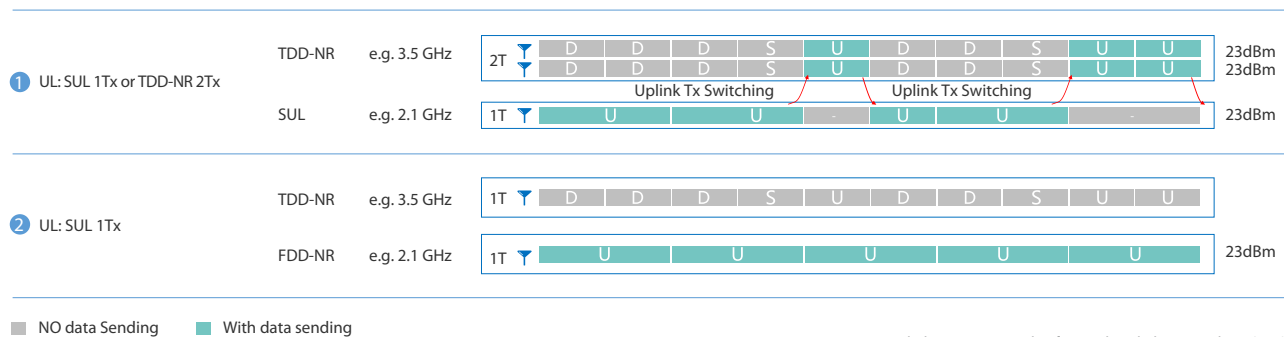 TDD-NR e.g. 3.5 GHz 2T D D D S U D D S U U 23dBm
D D D S U D D S U U 23dBm
1 UL: SUL 1Tx or TDD-NR 2Tx
Uplink Tx Switching Uplink Tx Switching
SUL e.g. 2.1 GHz 1T U U - U U - 23dBm
TDD-NR e.g. 3.5 GHz 1T D D D S U D D S U U
2 UL: SUL 1Tx
FDD-NR e.g. 2.1 GHz 1T U U U U U 23dBm
NO data Sending With data sending